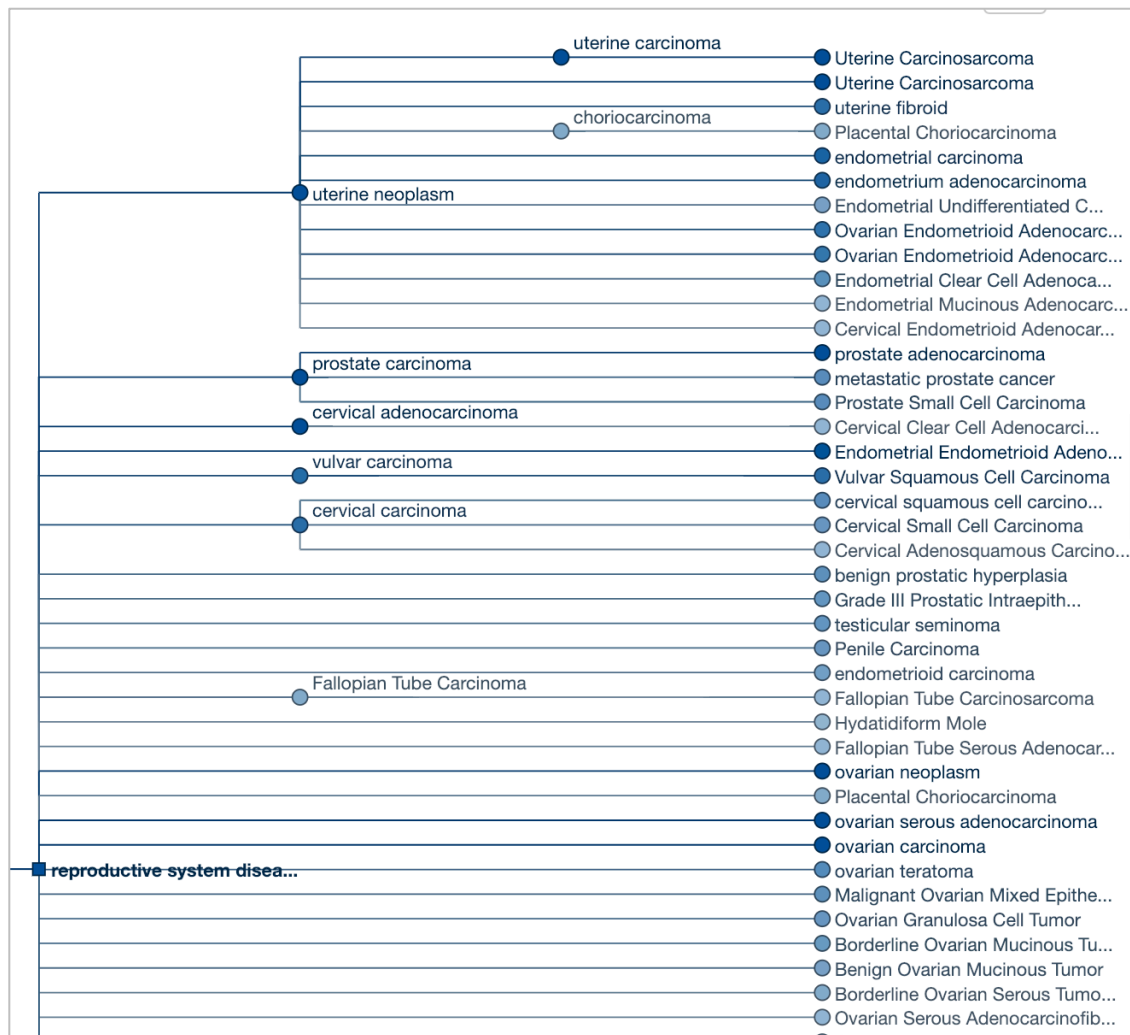 uterine carcinoma
Uterine Carcinosarcoma
Uterine Carcinosarcoma
uterine fibroid
choriocarcinoma
Placental Choriocarcinoma
endometrial carcinoma
endometrium adenocarcinoma
uterine neoplasm
Endometrial Undifferentiated C...
Ovarian Endometrioid Adenocarc...
Ovarian Endometrioid Adenocarc...
Endometrial Clear Cell Adenoca...
Endometrial Mucinous Adenocarc...
Cervical Endometrioid Adenocar...
prostate adenocarcinoma
prostate carcinoma
metastatic prostate cancer
Prostate Small Cell Carcinoma
cervical adenocarcinoma
Cervical Clear Cell Adenocarci...
Endometrial Endometrioid Adeno...
vulvar carcinoma
Vulvar Squamous Cell Carcinoma
cervical squamous cell carcino...
cervical carcinoma
Cervical Small Cell Carcinoma
Cervical Adenosquamous Carcino...
benign prostatic hyperplasia
Grade III Prostatic Intraepith...
testicular seminoma
Penile Carcinoma
endometrioid carcinoma
Fallopian Tube Carcinoma
Fallopian Tube Carcinosarcoma
Hydatidiform Mole
Fallopian Tube Serous Adenocar...
ovarian neoplasm
Placental Choriocarcinoma
ovarian serous adenocarcinoma
ovarian carcinoma
reproductive system disea...
ovarian teratoma
Malignant Ovarian Mixed Epithe...
Ovarian Granulosa Cell Tumor
Borderline Ovarian Mucinous Tu...
Benign Ovarian Mucinous Tumor
Borderline Ovarian Serous Tumo...
Ovarian Serous Adenocarcinofib...